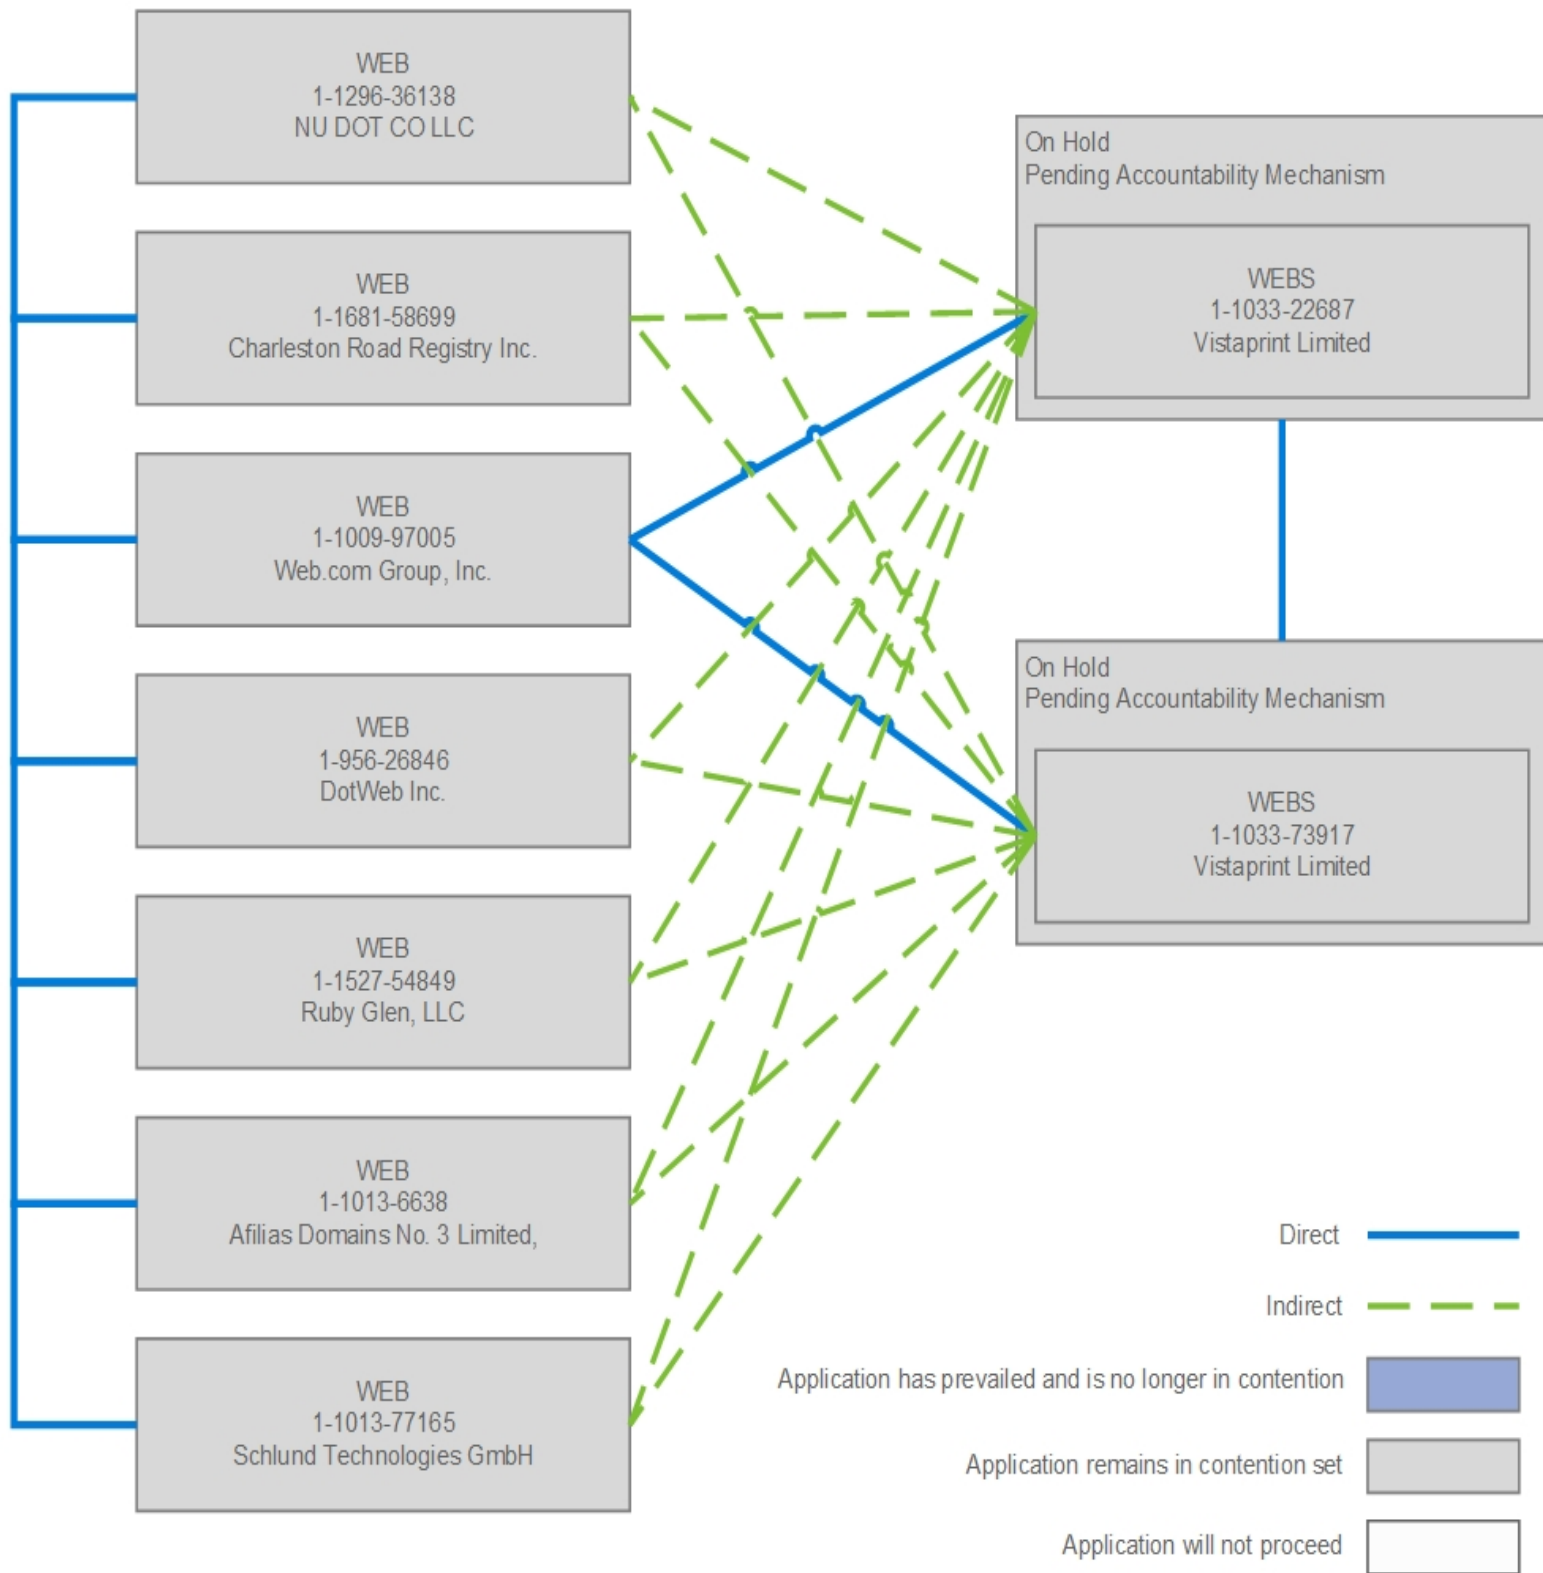 WEB
1-1296-36138
NU DOT CO LLC
WEB
1-1681-58699
Charleston Road Registry Inc.
WEB
1-1009-97005
Web.com Group, Inc.
WEB
1-956-26846
DotWeb Inc.
WEB
1-1527-54849
Ruby Glen, LLC
WEB
1-1013-6638
Afilias Domains No. 3 Limited,
WEB
1-1013-77165
Schlund Technologies GmbH
On Hold
Pending Accountability Mechanism
WEBS
1-1033-22687
Vistaprint Limited
On Hold
Pending Accountability Mechanism
WEBS
1-1033-73917
Vistaprint Limited
Direct
Indirect
Application has prevailed and is no longer in contention
Application remains in contention set
Application will not proceed